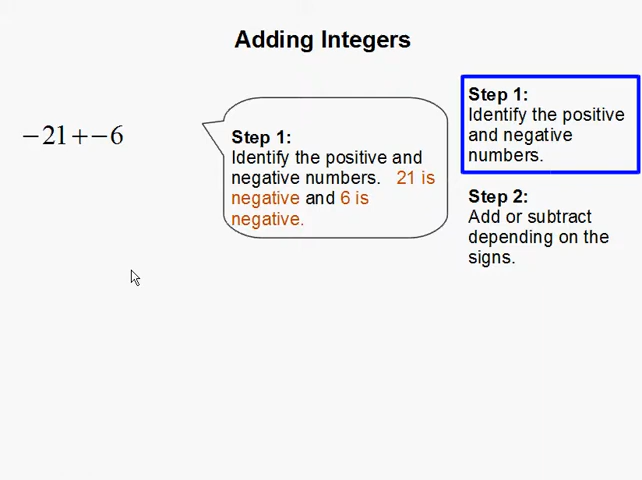 Adding Integers
−21+−6
Step 1:
Identify the positive and
negative numbers. 21 is
negative and 6 is
negative.
Step 1:
Identify the positive
and negative
numbers.
Step 2:
Add or subtract
depending on the
signs.